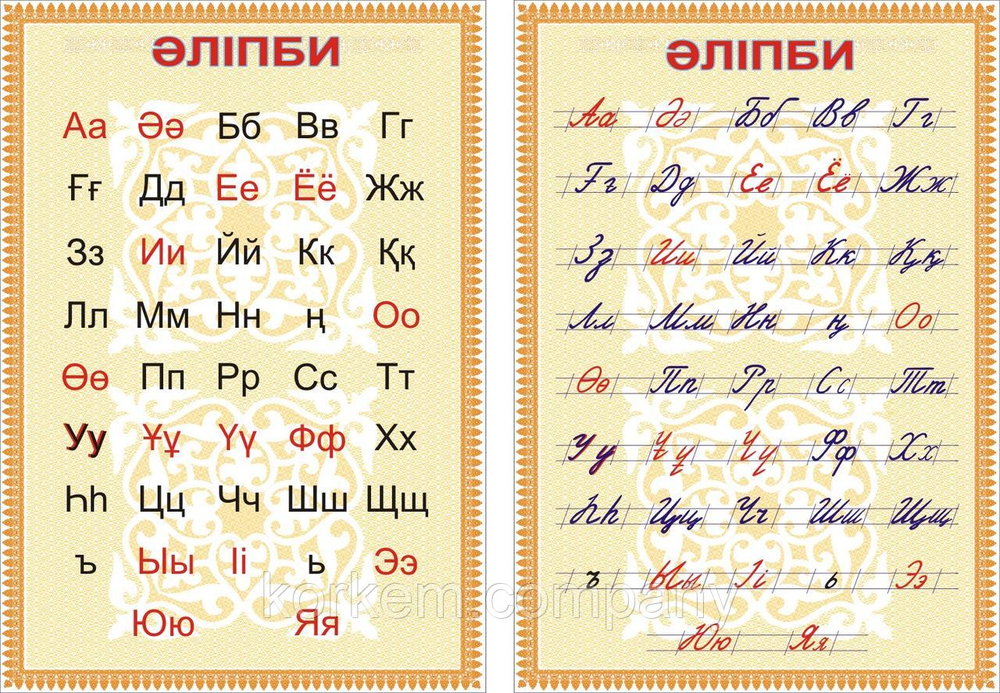 ӘЛІПБИ
Аа Әә Бб Вв Гг
Ғғ Дд Ее Ёё Жж
Зз Ии Йй Кк Ққ
Лл Мм Нн ң Оо
Өө Пп Рр Сс Тт
Уу Ұұ Үү Фф Хх
Һһ Цц Чч Шш Щщ
ъ Ыы Іі ь Ээ
Юю Яя
ӘЛІПБИ
Аа Әә Бб Вв Гг
Ғғ Дд Ее Ёё Жж
Зз Ии Йй Кк Ққ
Лл Мм Нн ң Оо
Өө Пп Рр Сс Тт
Уу Ұұ Үү Фф Хх
Һһ Цц Чч Шш Щщ
ъ Ыы Іі ь Ээ
Юю Яя
korkem.company